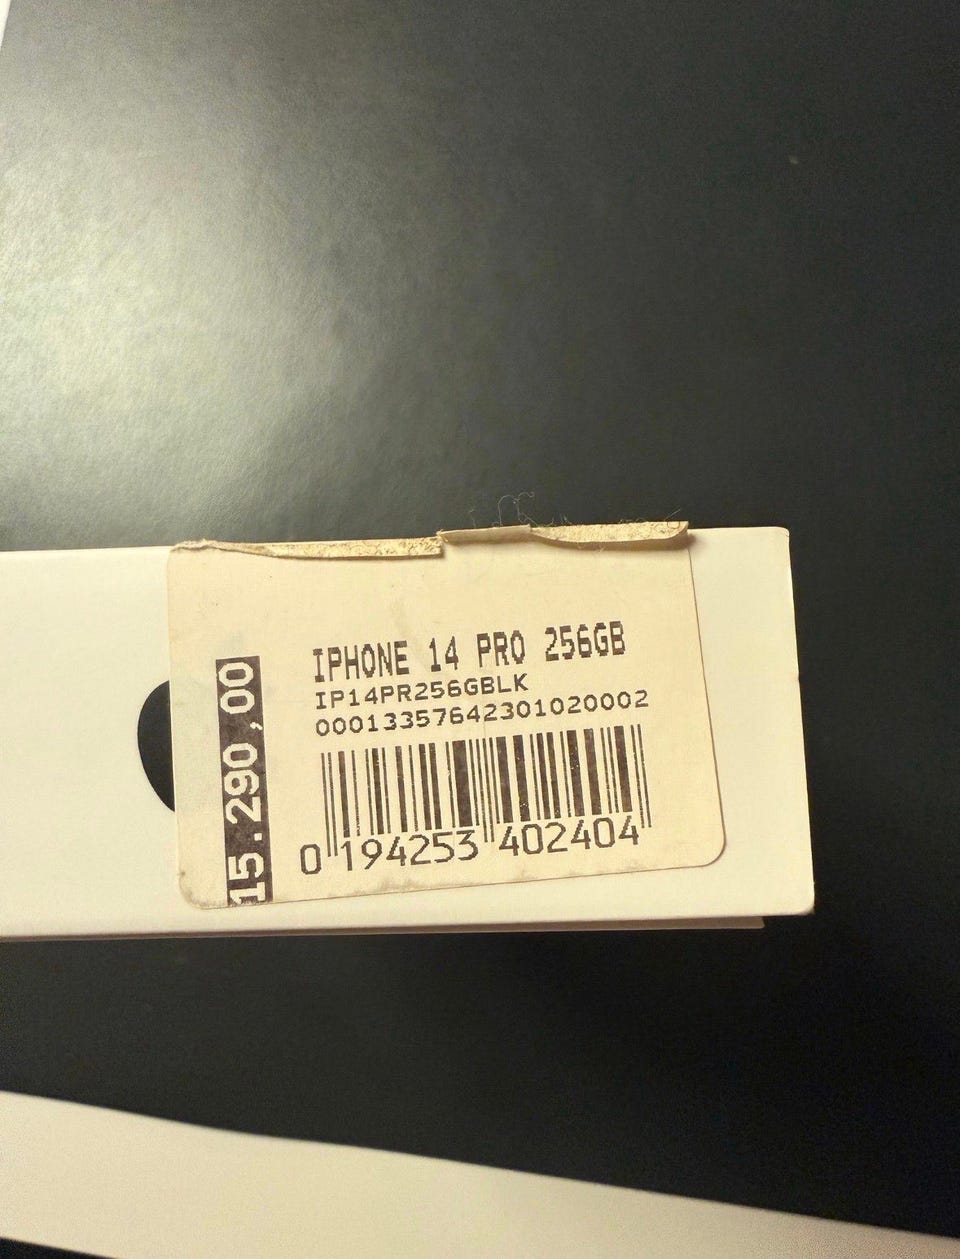 IPHONE 14 PRO 256GB
IP14PR256GBLK
00013357642301020002
0 194253 402404
15.290,00